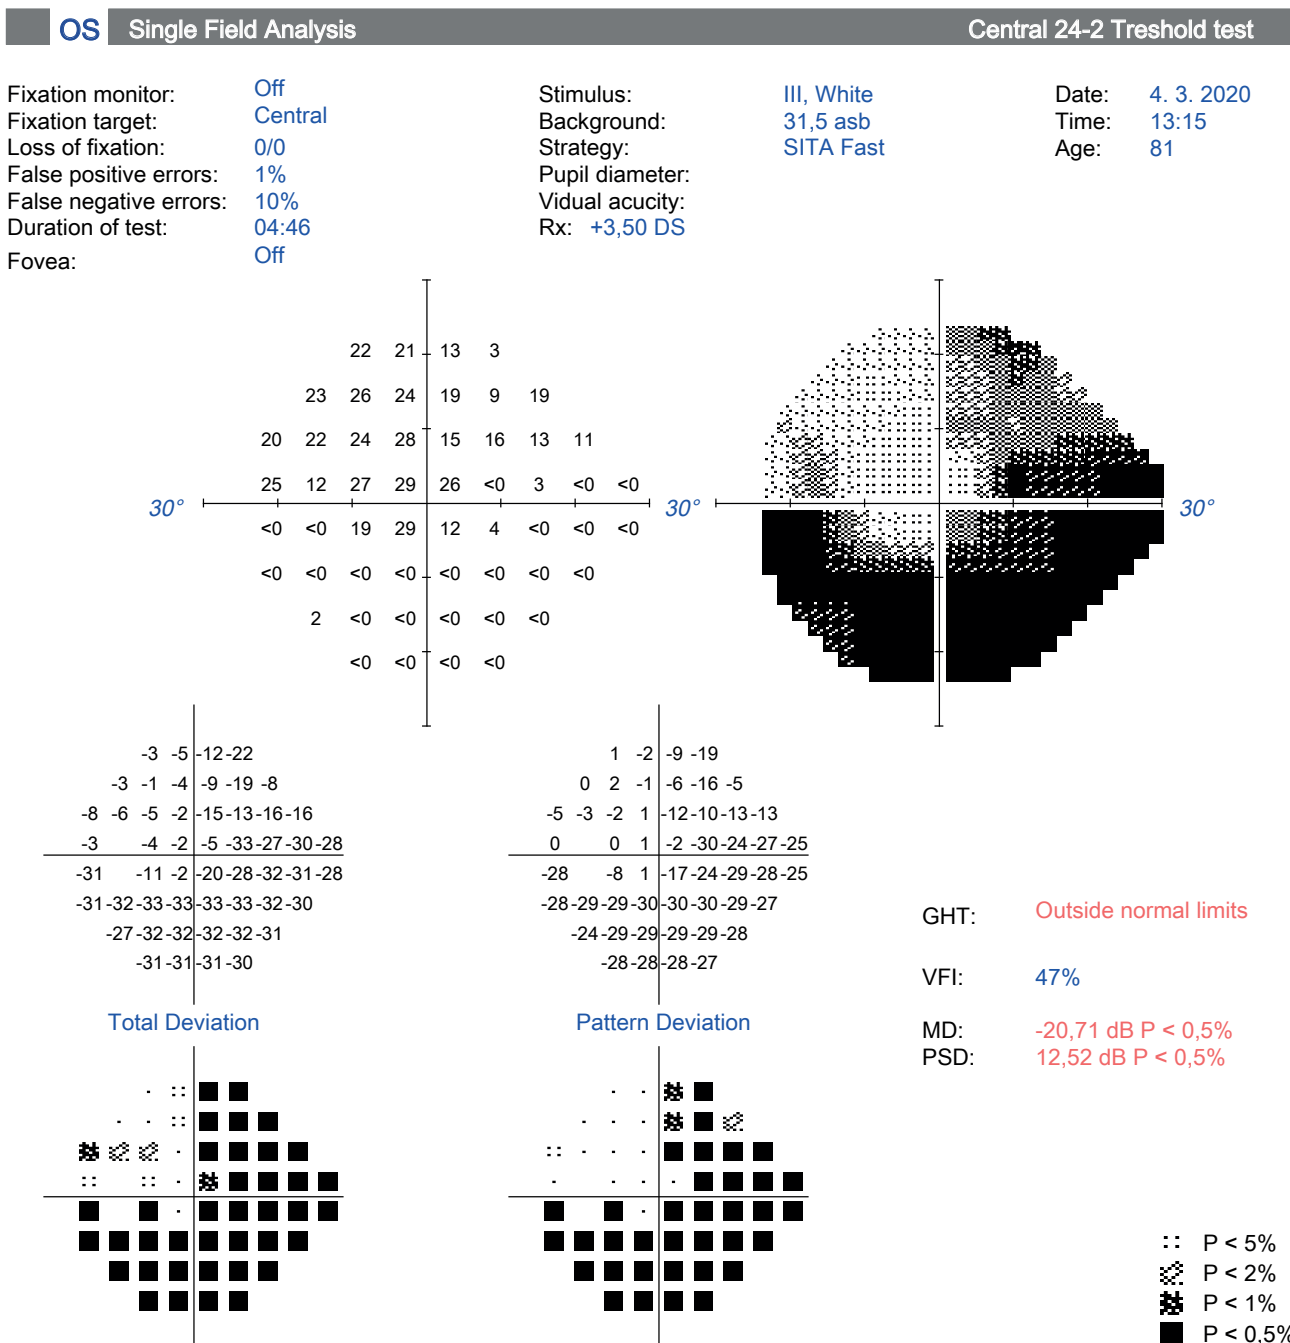 OS Single Field Analysis Central 24-2 Treshold test
Fixation monitor: Off Stimulus: III, White Date: 4. 3. 2020
Fixation target: Central Background: 31,5 asb Time: 13:15
Loss of fixation: 0/0 Strategy: SITA Fast Age: 81
False positive errors: 1% Pupil diameter:
False negative errors: 10% Vidual acucity:
Duration of test: 04:46 Rx: +3,50 DS
Fovea: Off
22 21 13 3
23 26 24 19 9 19
20 22 24 28 15 16 13 11
25 12 27 29 26 <0 3 <0 <0
30° 30° 30°
<0 <0 19 29 12 4 <0 <0 <0
<0 <0 <0 <0 <0 <0 <0 <0
2 <0 <0 <0 <0 <0
<0 <0 <0 <0
-3 -5 -12 -22 1 -2 -9 -19
-3 -1 -4 -9 -19 -8 0 2 -1 -6 -16 -5
-8 -6 -5 -2 -15 -13 -16 -16 -5 -3 -2 1 -12 -10 -13 -13
-3 -4 -2 -5 -33 -27 -30 -28 0 0 1 -2 -30 -24 -27 -25
-31 -11 -2 -20 -28 -32 -31 -28 -28 -8 1 -17 -24 -29 -28 -25
-31 -32 -33 -33 -33 -33 -32 -30 -28 -29 -29 -30 -30 -30 -29 -27
-27 -32 -32 -32 -32 -31 -24 -29 -29 -29 -29 -28
-31 -31 -31 -30 -28 -28 -28 -27
GHT: Outside normal limits
VFI: 47%
Total Deviation Pattern Deviation
MD: -20,71 dB P < 0,5%
PSD: 12,52 dB P < 0,5%
P < 5%
P < 2%
P < 1%
P < 0,5%